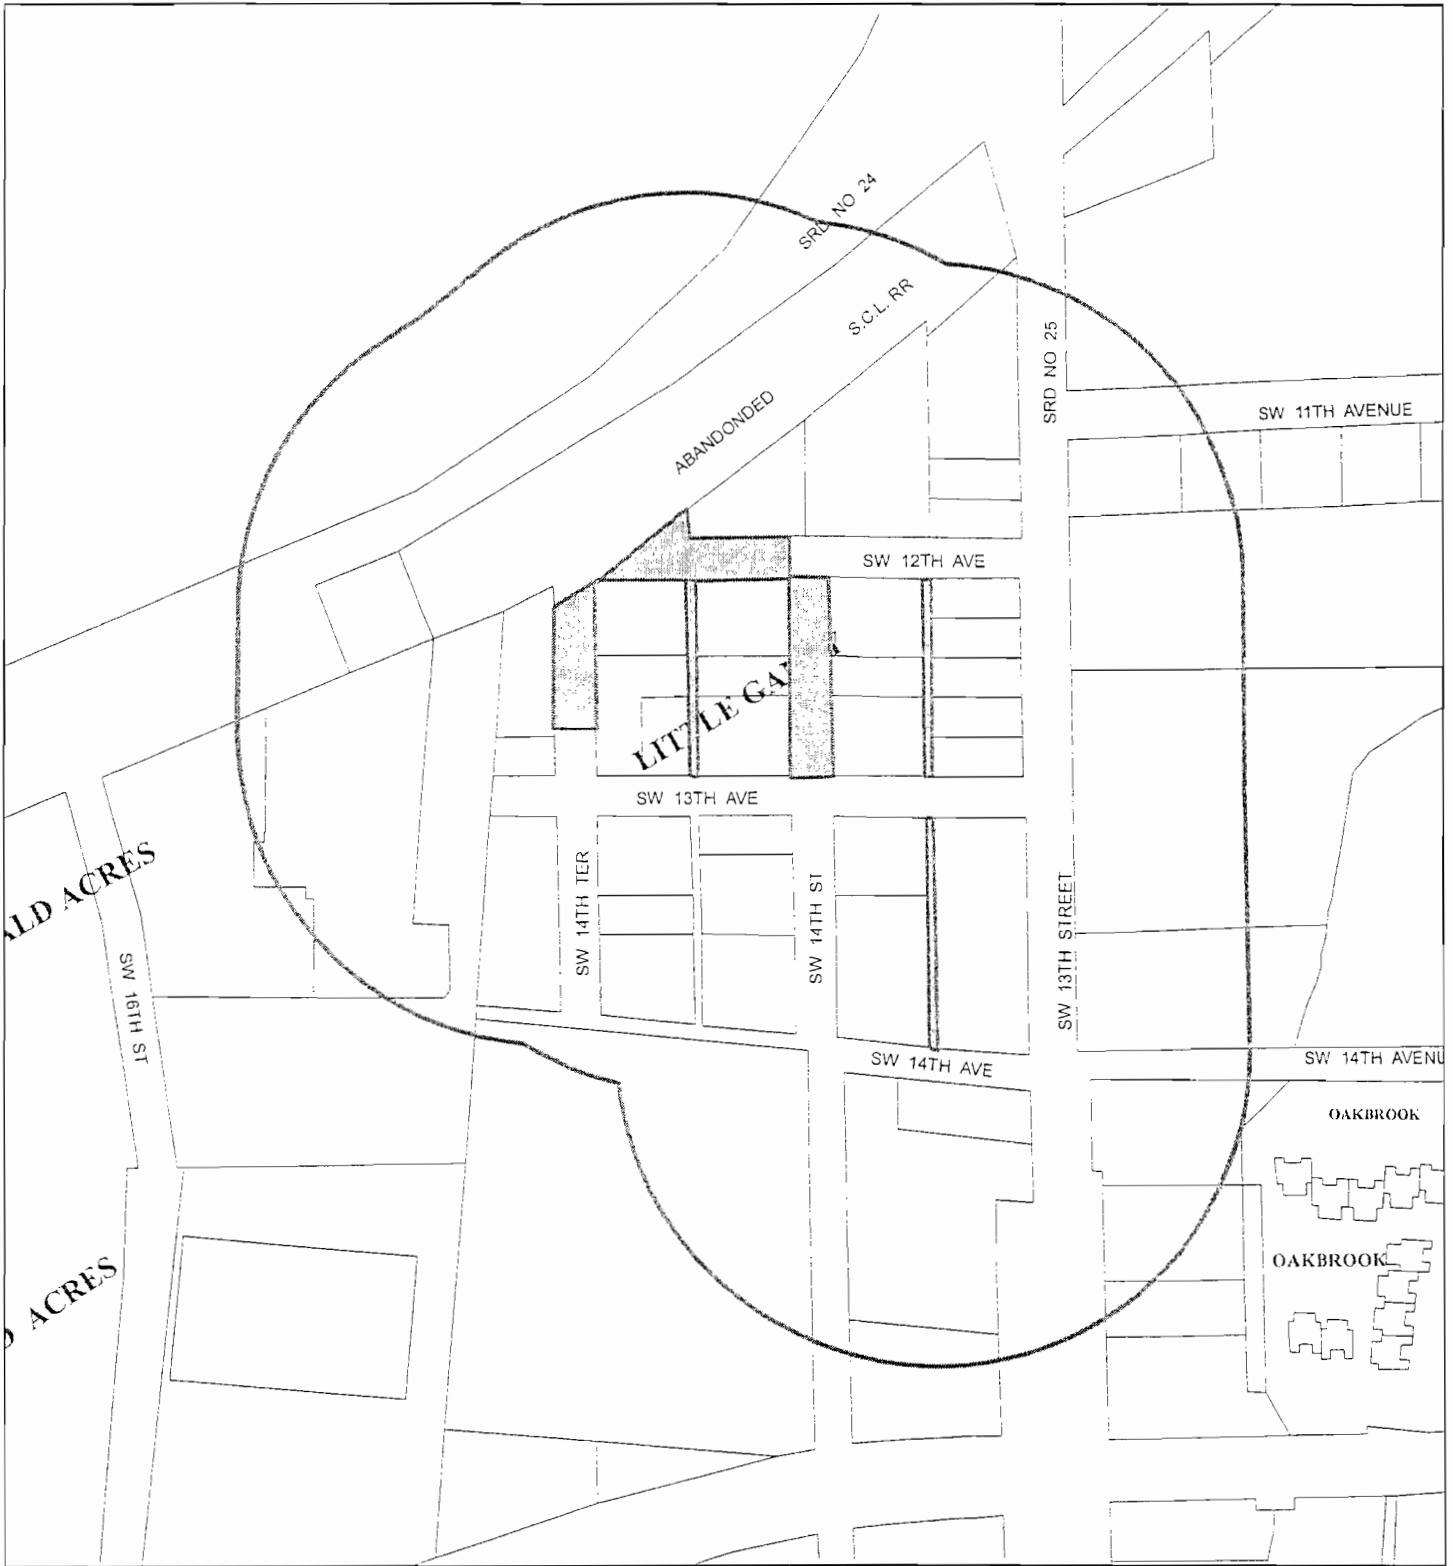 SRD NO 24
S.C.L. RR
SRD NO 25
ABANDONDED
SW 11TH AVENUE
SW 12TH AVE
LITTLE
SW 13TH AVE
ACRES
SW 14TH TER
SW 14TH ST
SW 13TH STREET
SW 16TH ST
SW 14TH AVE
SW 14TH AVENU
OAKBROOK
OAKBROOK
ACRES